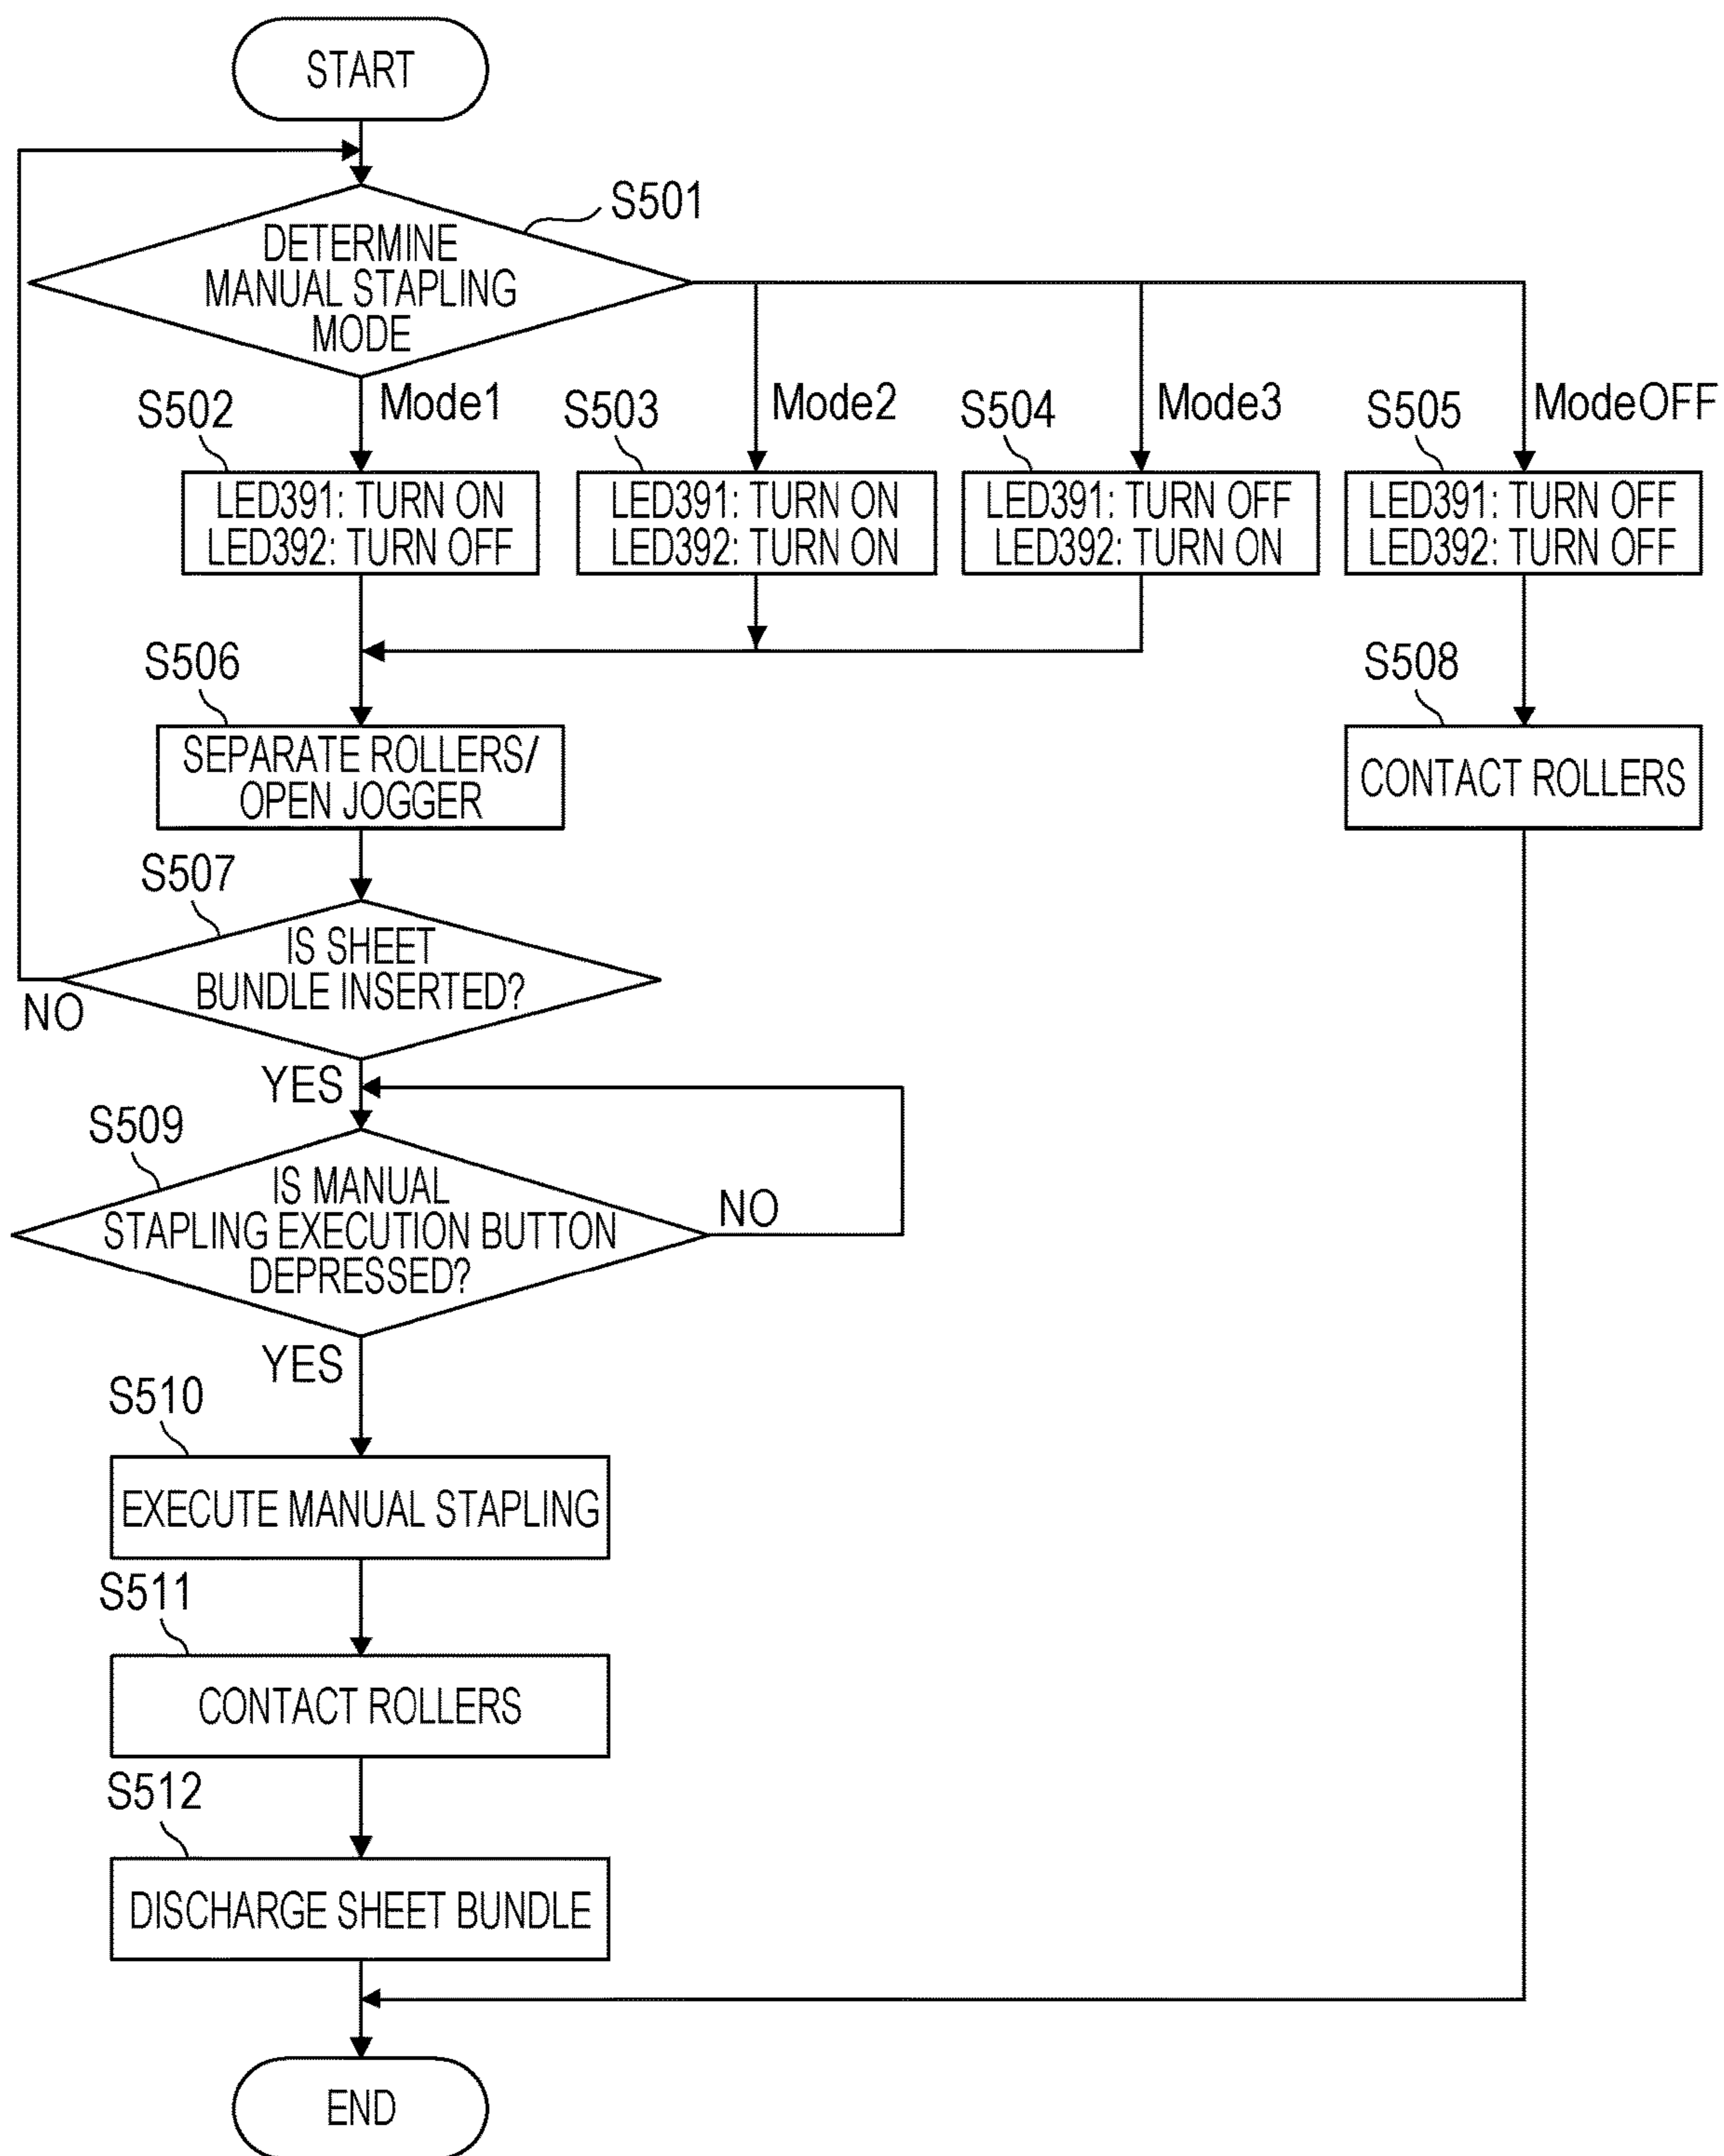 START
S501
DETERMINE
MANUAL STAPLING
MODE
Mode1
Mode2
Mode3
ModeOFF
S502
S503
S504
S505
LED391: TURN ON
LED392: TURN OFF
LED391: TURN ON
LED392: TURN ON
LED391: TURN OFF
LED392: TURN ON
LED391: TURN OFF
LED392: TURN OFF
S506
SEPARATE ROLLERS/
OPEN JOGGER
S508
CONTACT ROLLERS
S507
IS SHEET
BUNDLE INSERTED?
NO
YES
S509
IS MANUAL
STAPLING EXECUTION BUTTON
DEPRESSED?
NO
YES
S510
EXECUTE MANUAL STAPLING
S511
CONTACT ROLLERS
S512
DISCHARGE SHEET BUNDLE
END